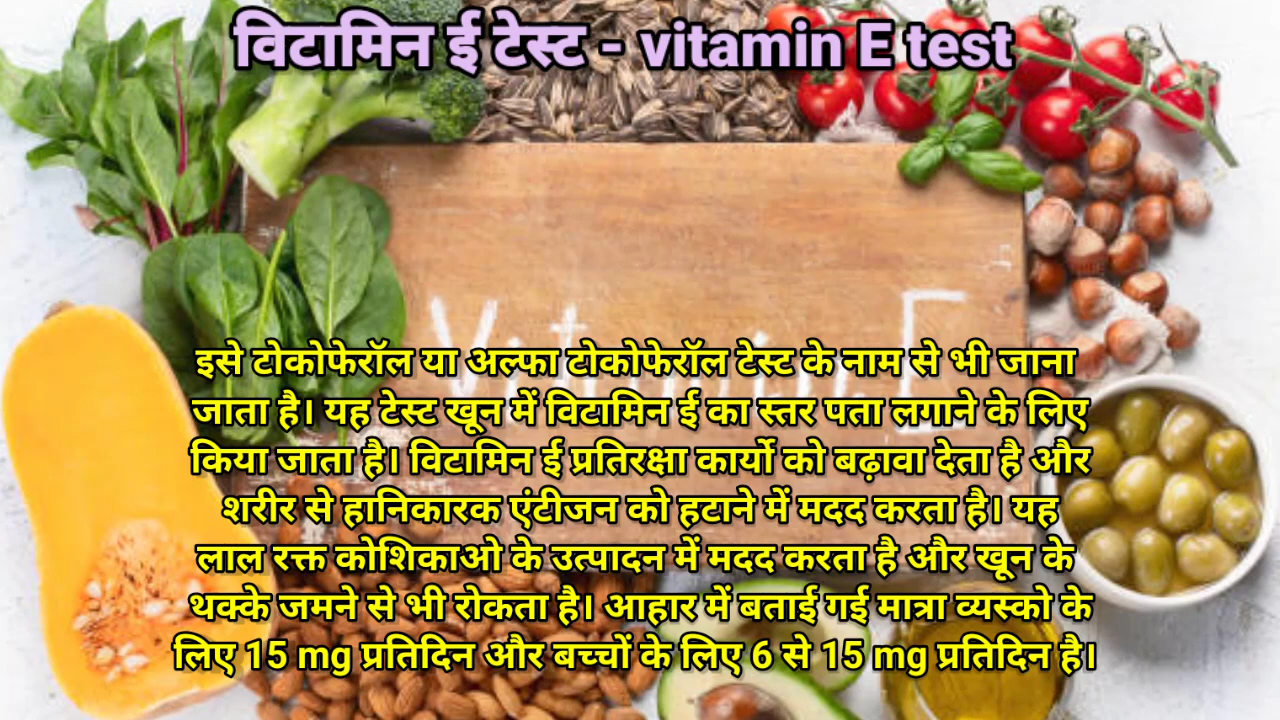 विटामिन ई टेस्ट - vitamin E test
Vitamin E
इसे टोकोफेरॉल या अल्फा टोकोफेरॉल टेस्ट के नाम से भी जाना
जाता है। यह टेस्ट खून में विटामिन ई का स्तर पता लगाने के लिए
किया जाता है। विटामिन ई प्रतिरक्षा कार्यो को बढ़ावा देता है और
शरीर से हानिकारक एंटीजन को हटाने में मदद करता है। यह
लाल रक्त कोशिकाओ के उत्पादन में मदद करता है और खून के
थक्के जमने से भी रोकता है। आहार में बताई गई मात्रा व्यस्को के
लिए 15 mg प्रतिदिन और बच्चों के लिए 6 से 15 mg प्रतिदिन है।